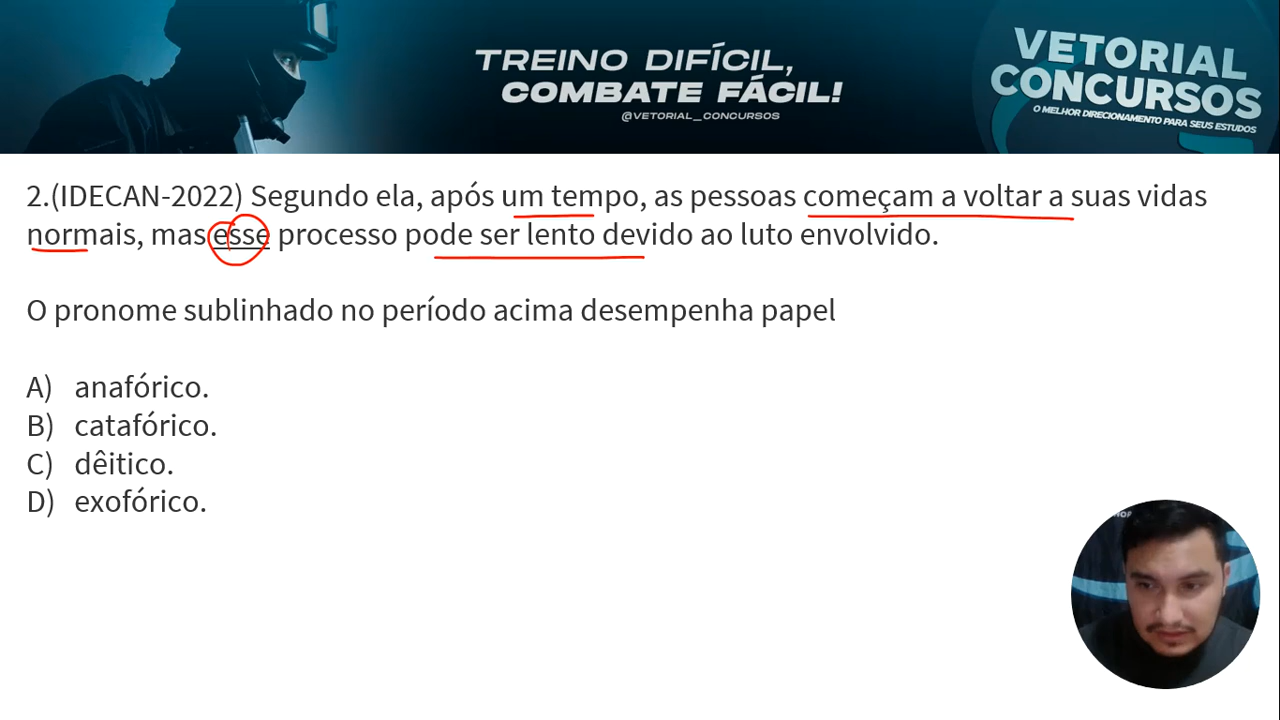 TREINO DIFÍCIL,
COMBATE FÁCIL!
@VETORIAL_CONCURSOS
VETORIAL
CONCURSOS
O MELHOR DIRECIONAMENTO PARA SEUS ESTUDOS
2.(IDECAN-2022) Segundo ela, após um tempo, as pessoas começam a voltar a suas vidas
normais, mas esse processo pode ser lento devido ao luto envolvido.
O pronome sublinhado no período acima desempenha papel
A) anafórico.
B) catafórico.
C) dêitico.
D) exofórico.